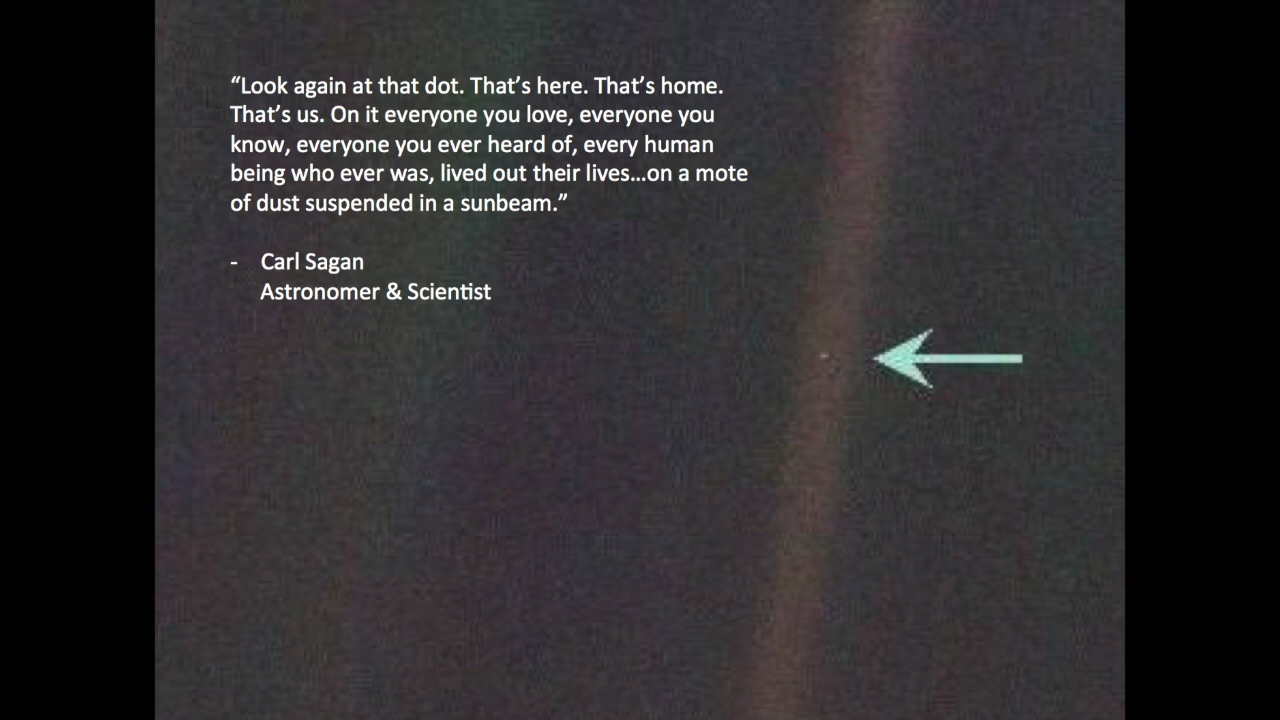 “Look again at that dot. That’s here. That’s home.
That’s us. On it everyone you love, everyone you
know, everyone you ever heard of, every human
being who ever was, lived out their lives…on a mote
of dust suspended in a sunbeam.”
- Carl Sagan
Astronomer & Scientist